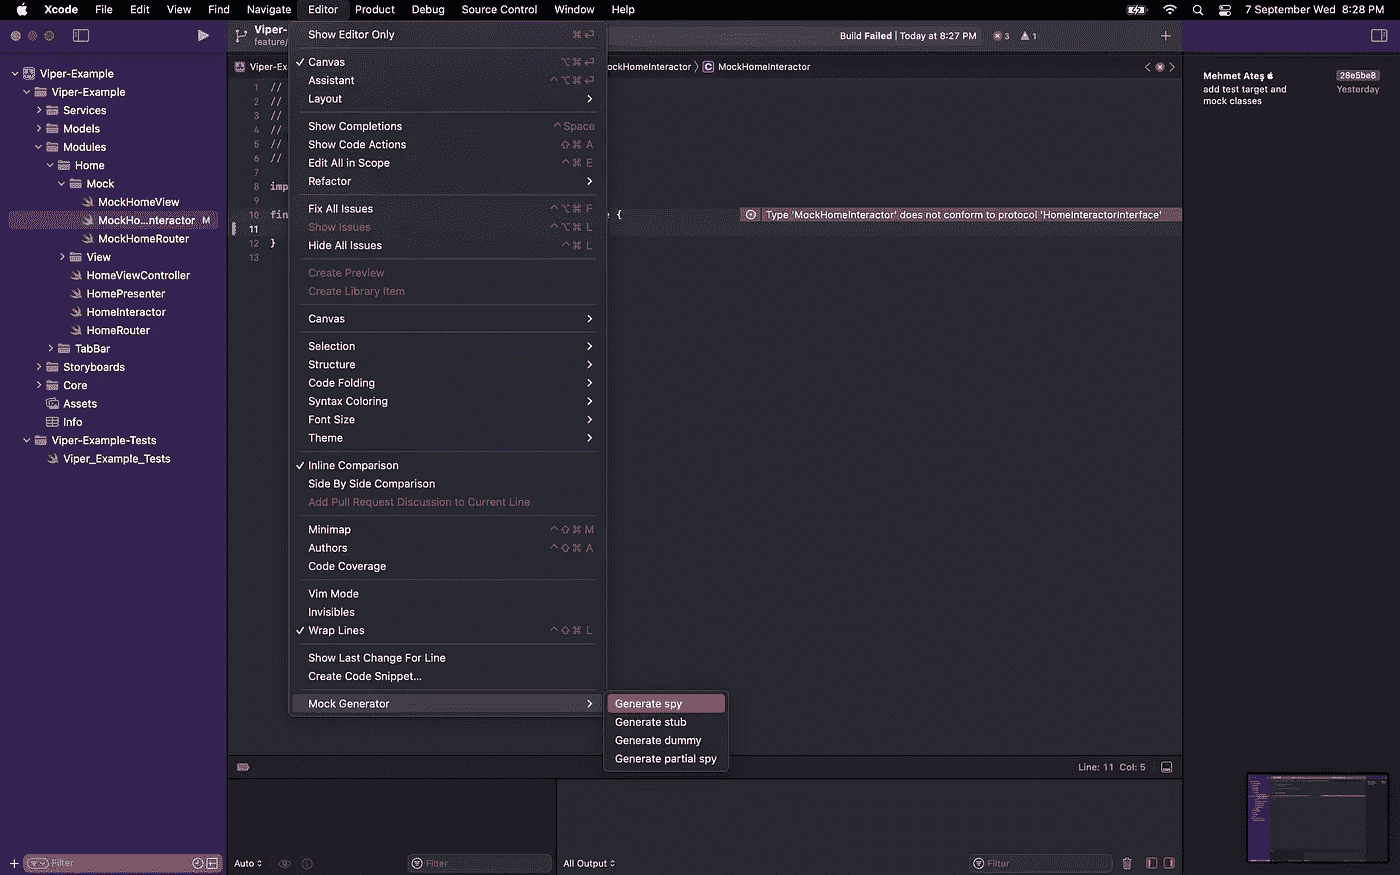 Xcode File Edit View Find Navigate Editor Product Debug Source Control Window Help
7 September Wed 8:28 PM
Viper-
feature/
Build Failed | Today at 8:27 PM
3
1
Viper-Example
Viper-Example
Services
Models
Modules
Home
Mock
MockHomeView
MockHo...nteractor M
MockHomeRouter
View
HomeViewController
HomePresenter
HomeInteractor
HomeRouter
TabBar
Storyboards
Core
Assets
Info
Viper-Example-Tests
Viper_Example_Tests
Filter
Viper-Ex
ockHomeInteractor
C MockHomeInteractor
1 //
2 //
3 //
4 //
5 //
6 //
7
8 imp
9
10 fin
e {
Type 'MockHomeInteractor' does not conform to protocol 'HomeInteractorInterface'
11
12 }
13
Show Editor Only ⌘↩
✓ Canvas ⌥⌘↩
Assistant ^⌥⌘↩
Layout
Show Completions ^Space
Show Code Actions ⇧⌘A
Edit All in Scope ^⌘E
Refactor
Fix All Issues ^⌥⌘F
Show Issues ^⌥⌘L
Hide All Issues ^⌘L
Create Preview
Create Library Item
Canvas
Selection
Structure
Code Folding
Syntax Coloring
Font Size
Theme
✓ Inline Comparison
Side By Side Comparison
Add Pull Request Discussion to Current Line
Minimap ^⇧⌘M
Authors ^⇧⌘A
Code Coverage
Vim Mode
Invisibles
✓ Wrap Lines ^⇧⌘L
Show Last Change For Line
Create Code Snippet...
Mock Generator
Generate spy
Generate stub
Generate dummy
Generate partial spy
Mehmet Ateş 28e5be8
add test target and Yesterday
mock classes
Line: 11 Col: 5
Auto
Filter
All Output
Filter